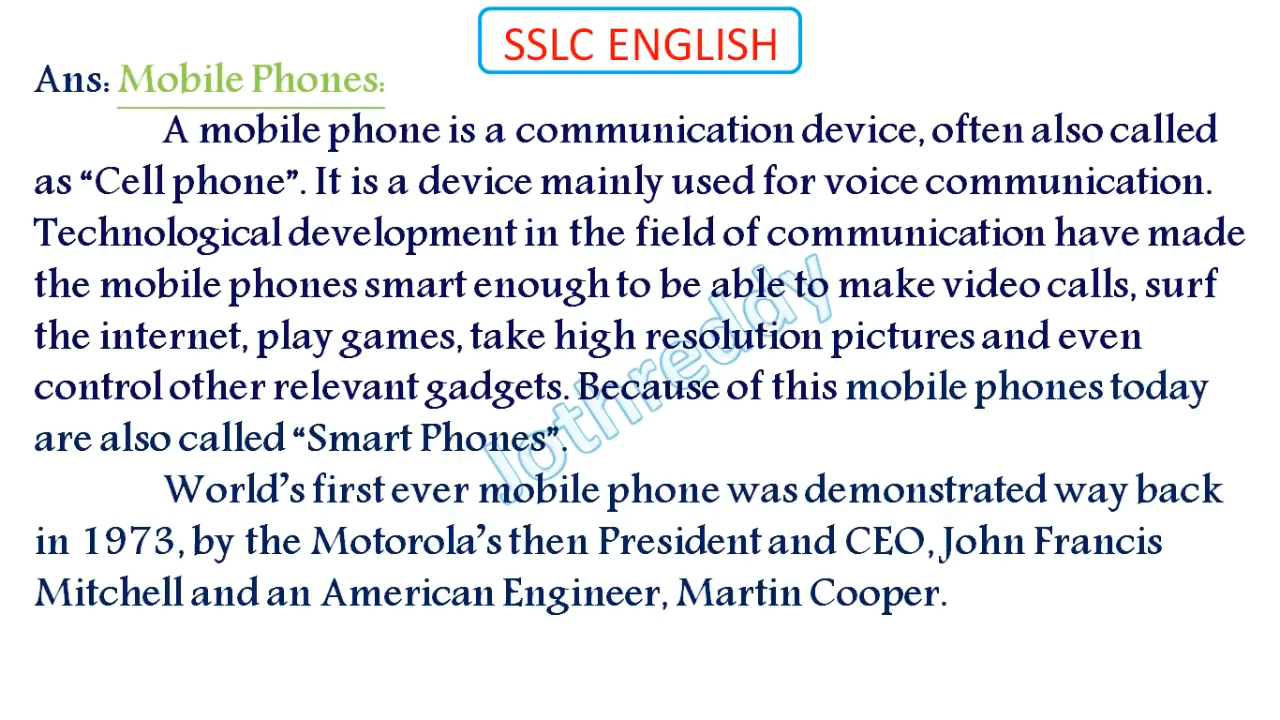 SSLC ENGLISH
Ans: Mobile Phones:
A mobile phone is a communication device, often also called
as “Cell phone”. It is a device mainly used for voice communication.
Technological development in the field of communication have made
the mobile phones smart enough to be able to make video calls, surf
the internet, play games, take high resolution pictures and even
control other relevant gadgets. Because of this mobile phones today
are also called “Smart Phones”.
World’s first ever mobile phone was demonstrated way back
in 1973, by the Motorola’s then President and CEO, John Francis
Mitchell and an American Engineer, Martin Cooper.
Jothreddy